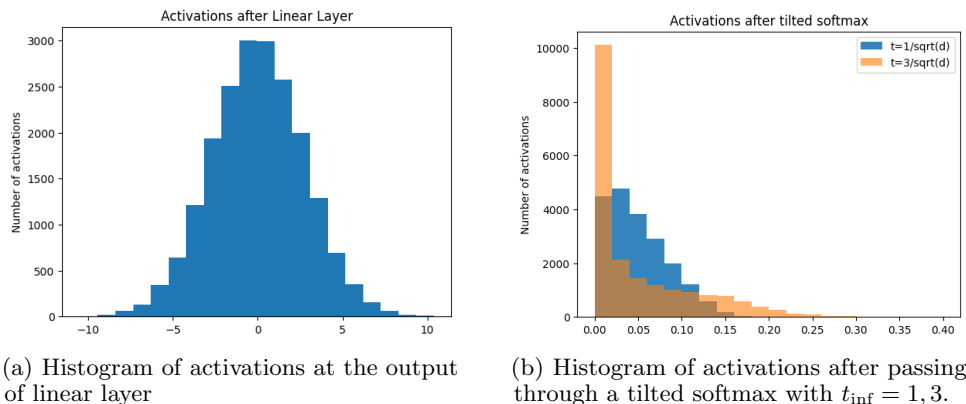 Activations after Linear Layer
Number of activations
3000
2500
2000
1500
1000
500
0
−10
−5
0
5
10
(a) Histogram of activations at the output
of linear layer
Activations after tilted softmax
t=1/sqrt(d)
t=3/sqrt(d)
Number of activations
10000
8000
6000
4000
2000
0
0.00
0.05
0.10
0.15
0.20
0.25
0.30
0.35
0.40
(b) Histogram of activations after passing
through a tilted softmax with t_inf = 1, 3.